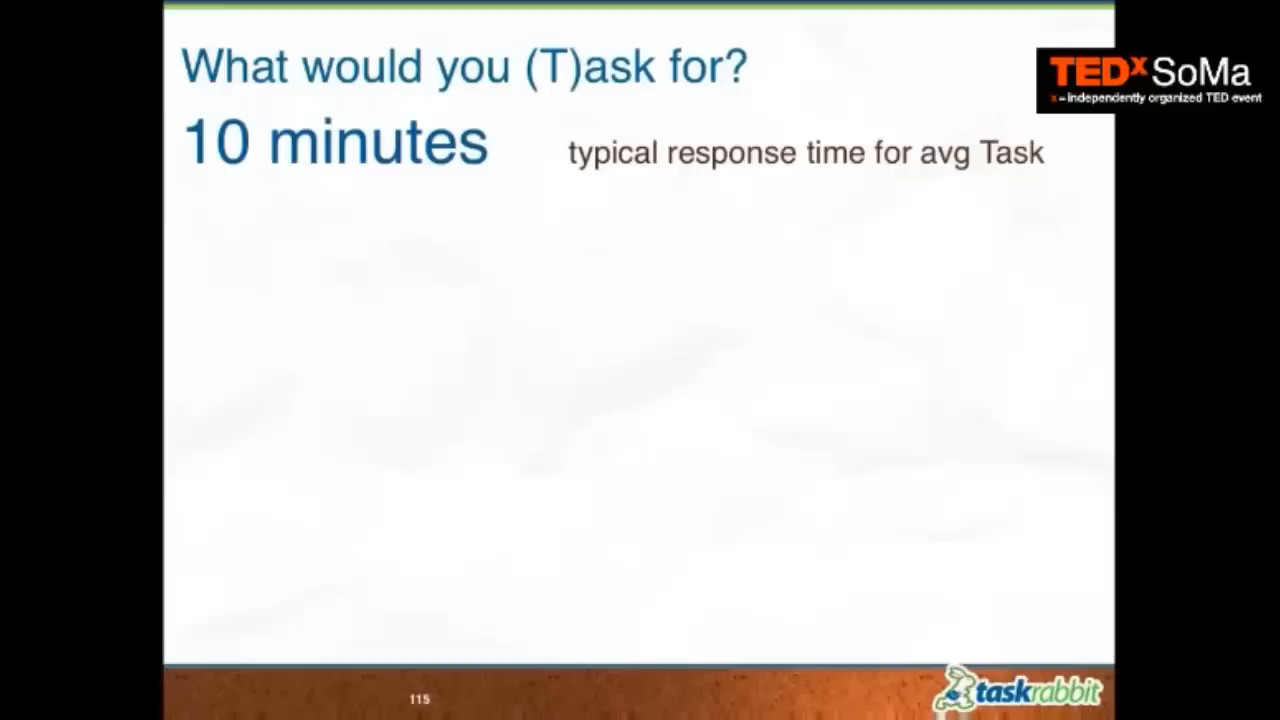 What would you (T)ask for?
TEDxSoMa
x = independently organized TED event
10 minutes
typical response time for avg Task
115
taskrabbit